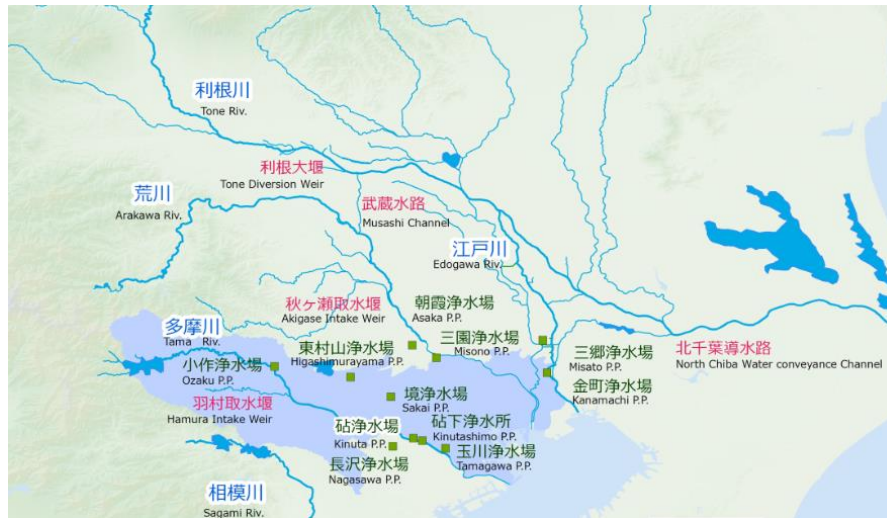 利根川
Tone Riv.
利根大堰
Tone Diversion Weir
荒川
Arakawa Riv.
武蔵水路
Musashi Channel
江戸川
Edogawa Riv.
秋ヶ瀬取水堰
Akigase Intake Weir
朝霞浄水場
Asaka P.P.
多摩川
Tama Riv.
東村山浄水場
Higashimurayama P.P.
三園浄水場
Misono P.P.
三郷浄水場
Misato P.P.
北千葉導水路
North Chiba Water conveyance Channel
小作浄水場
Ozaku P.P.
金町浄水場
Kanamachi P.P.
境浄水場
Sakai P.P.
羽村取水堰
Hamura Intake Weir
砧浄水場
Kinuta P.P.
砧下浄水所
Kinutashimo P.P.
玉川浄水場
Tamagawa P.P.
長沢浄水場
Nagasawa P.P.
相模川
Sagami Riv.